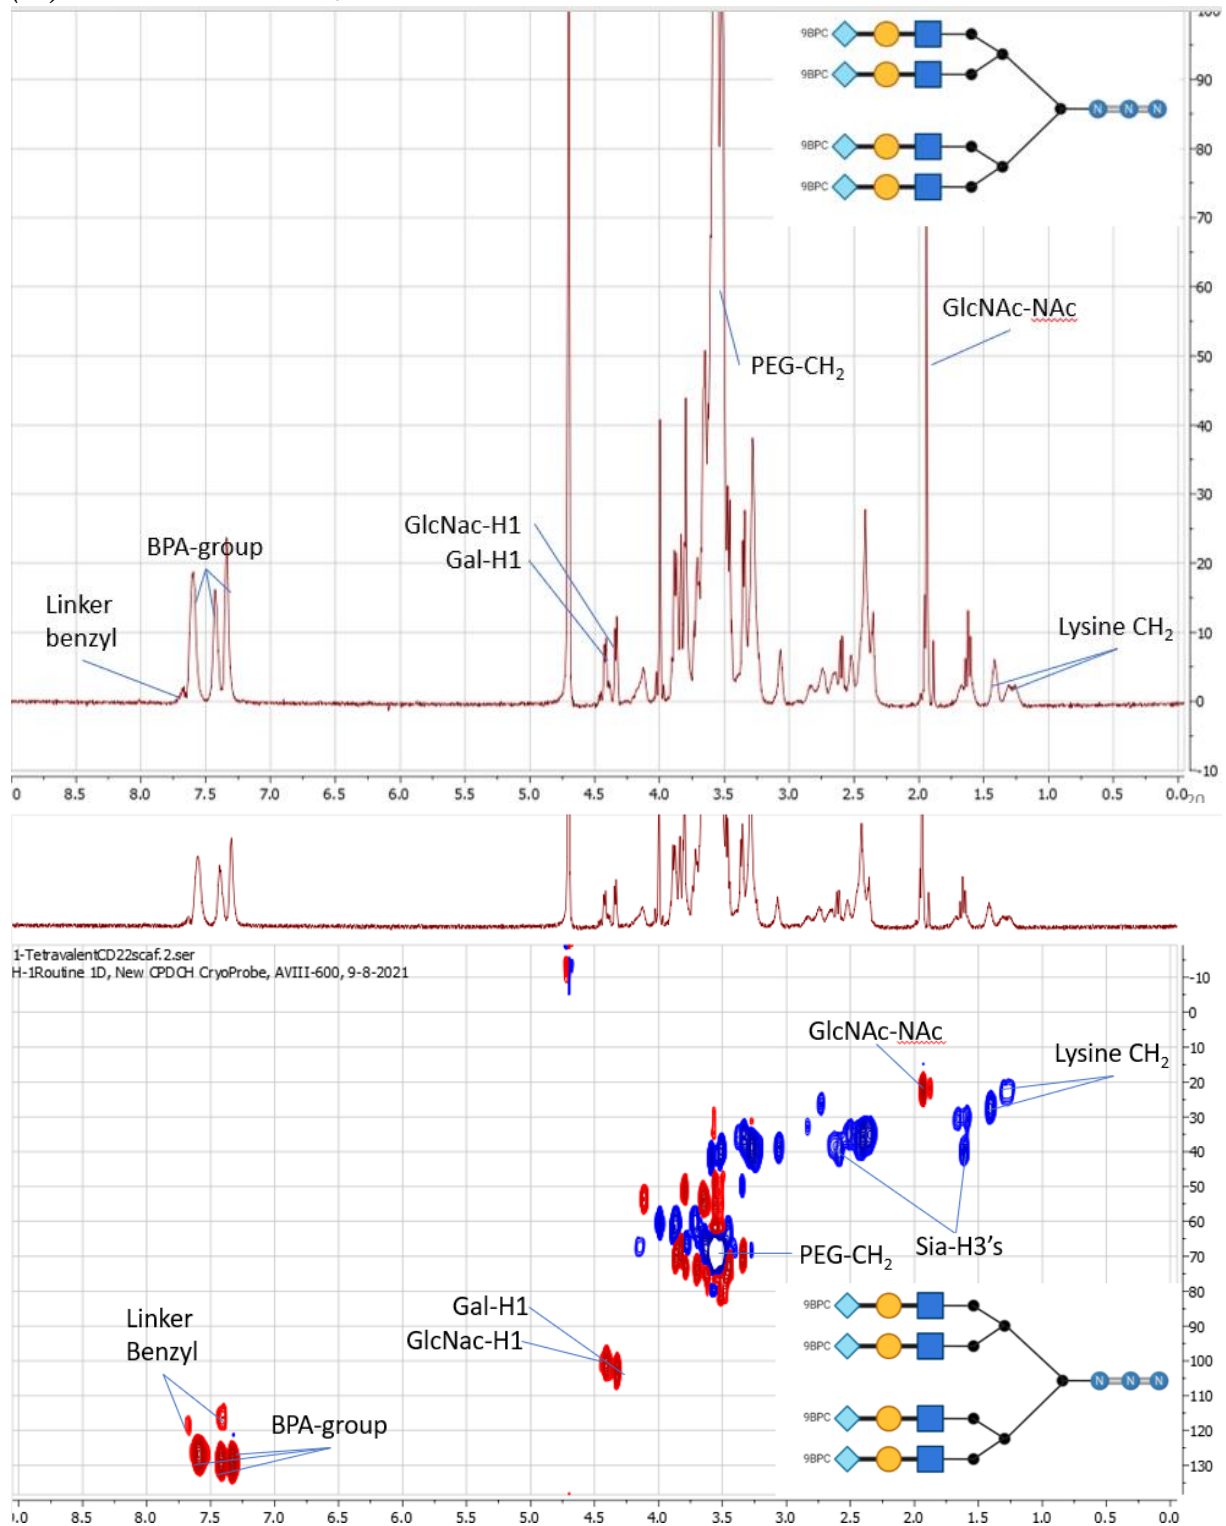 100
9BPC
9BPC
N N N
9BPC
9BPC
90
80
70
60
50
40
30
20
10
0
-10
GlcNAc-NAc
PEG-CH2
GlcNac-H1
Gal-H1
BPA-group
Linker
benzyl
Lysine CH2
0 8.5 8.0 7.5 7.0 6.5 6.0 5.5 5.0 4.5 4.0 3.5 3.0 2.5 2.0 1.5 1.0 0.5 0.0
20
1-TetravalentCD22scaf.2.ser
H-1Routine 1D, New CPDCH CryoProbe, AVIII-600, 9-8-2021
-10
0
10
20
30
40
50
60
70
80
90
100
110
120
130
GlcNAc-NAc
Lysine CH2
Sia-H3's
PEG-CH2
Gal-H1
GlcNac-H1
Linker
Benzyl
BPA-group
9BPC
9BPC
N N N
9BPC
9BPC
8.5 8.0 7.5 7.0 6.5 6.0 5.5 5.0 4.5 4.0 3.5 3.0 2.5 2.0 1.5 1.0 0.5 0.0